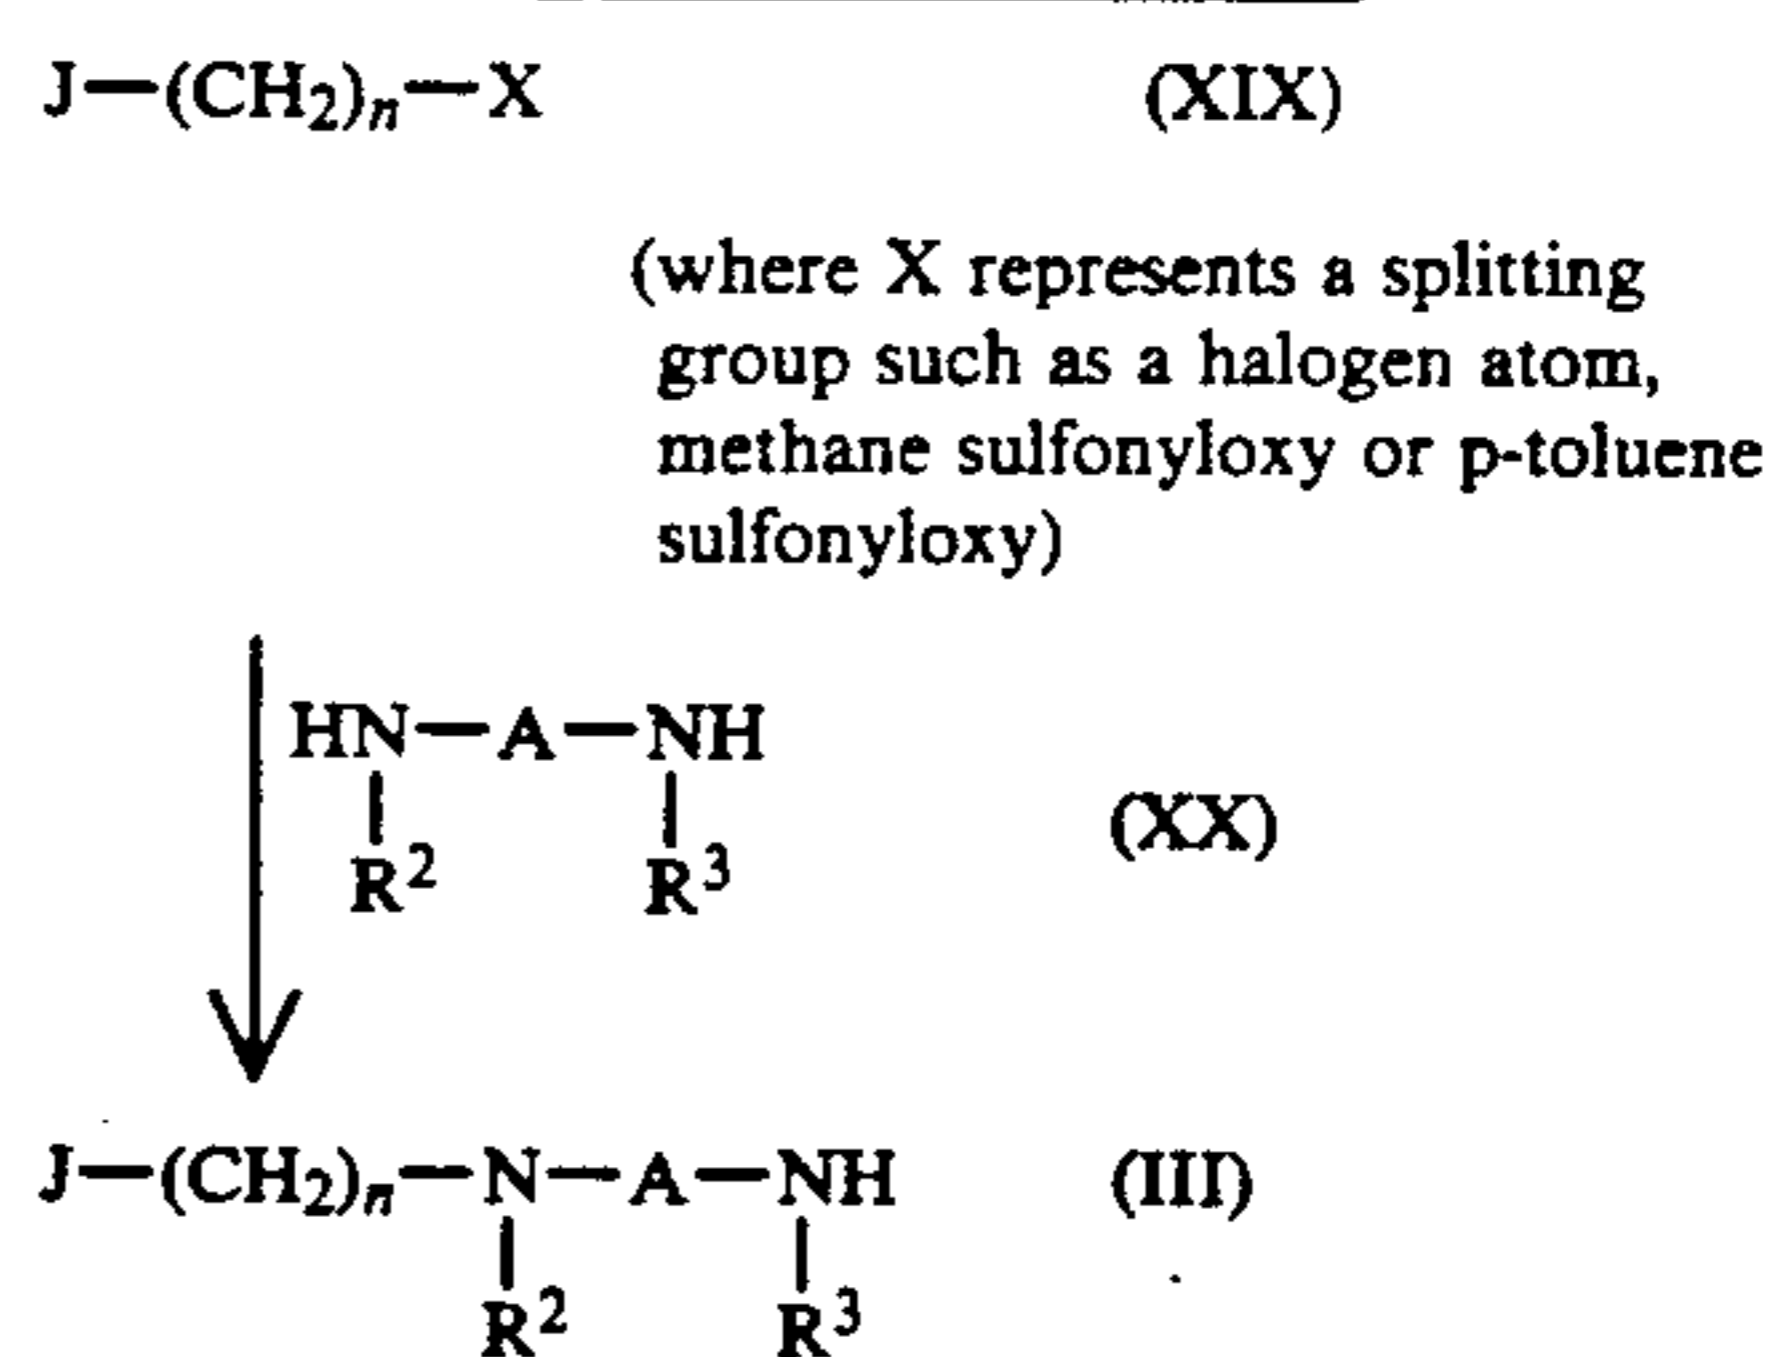 J—(CH₂)ₙ—X (XIX)
(where X represents a splitting
group such as a halogen atom,
methane sulfonyloxy or p-toluene
sulfonyloxy)
HN—A—NH
(XX)
R² R³
J—(CH₂)ₙ—N—A—NH (III)
R² R³